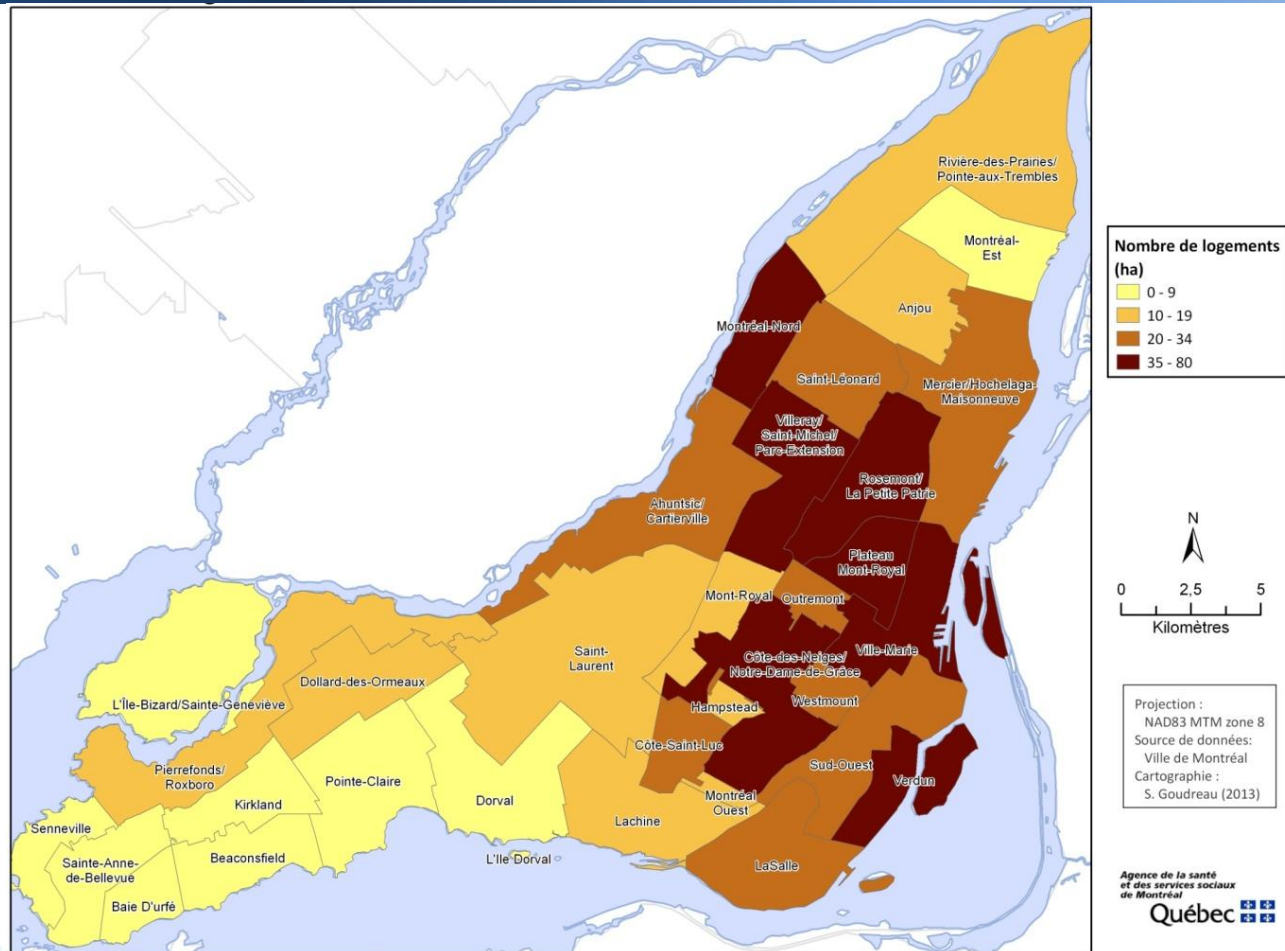 Rivière-des-Prairies/
Pointe-aux-Trembles
Montréal-
Est
Anjou
Montréal-Nord
Saint-Léonard
Mercier/Hochelaga-
Maisonneuve
Villeray/
Saint-Michel/
Parc-Extension
Rosemont/
La Petite Patrie
Ahuntsic/
Cartierville
Plateau
Mont-Royal
Mont-Royal
Outremont
Saint-
Laurent
Ville-Marie
Côte-des-Neiges/
Notre-Dame-de-Grâce
Dollard-des-Ormeaux
L'Île-Bizard/Sainte-Geneviève
Hampstead
Westmount
Côte-Saint-Luc
Pierrefonds/
Roxboro
Pointe-Claire
Sud-Ouest
Verdun
Kirkland
Dorval
Montréal
Ouest
Lachine
Senneville
Sainte-Anne-
de-Bellevue
Beaconsfield
L'Ile Dorval
LaSalle
Baie D'urfé
Nombre de logements
(ha)
0 - 9
10 - 19
20 - 34
35 - 80
N
0 2,5 5
Kilomètres
Projection :
NAD83 MTM zone 8
Source de données:
Ville de Montréal
Cartographie :
S. Goudreau (2013)
Agence de la santé
et des services sociaux
de Montréal
Québec